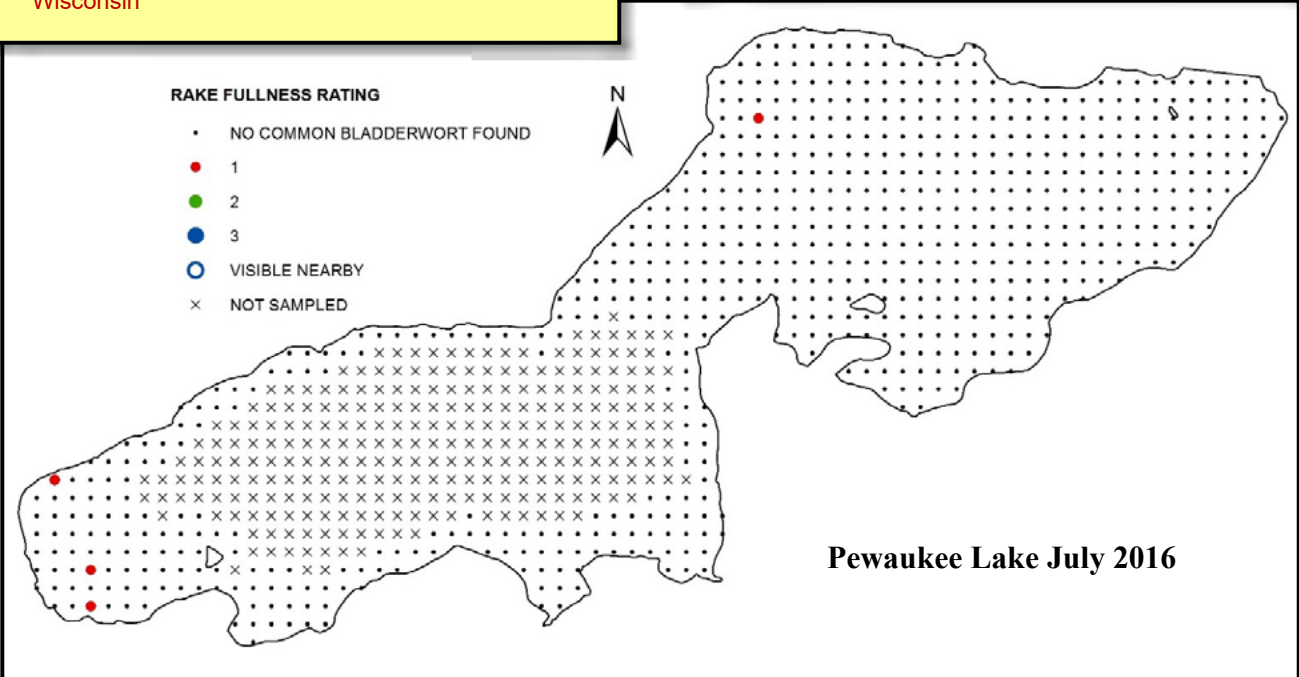 Wisconsin
RAKE FULLNESS RATING
NO COMMON BLADDERWORT FOUND
1
2
3
VISIBLE NEARBY
NOT SAMPLED
N
Pewaukee Lake July 2016